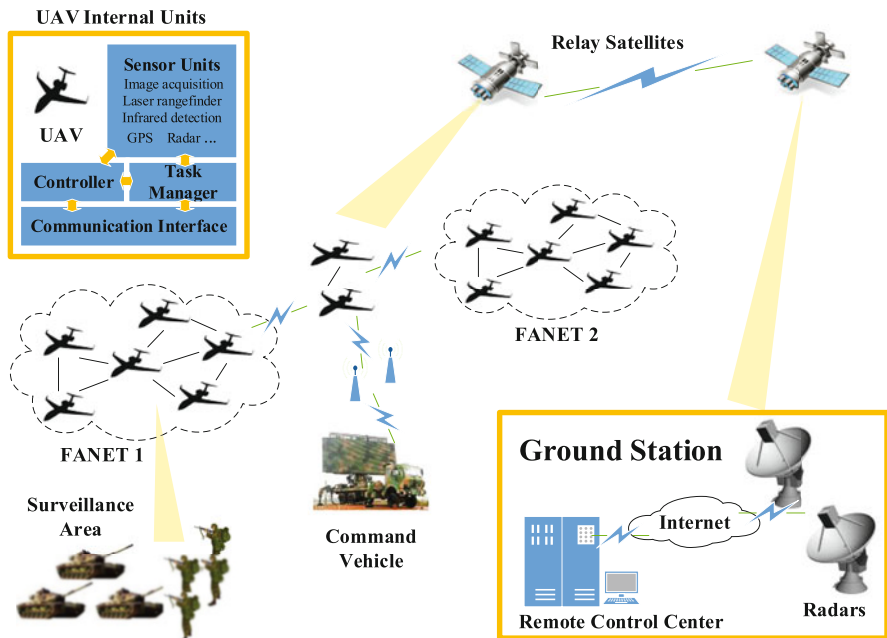 UAV Internal Units
Sensor Units
Image acquisition
Laser rangefinder
Infrared detection
GPS Radar ...
UAV
Controller
Task
Manager
Communication Interface
Relay Satellites
FANET 2
FANET 1
Surveillance
Area
Command
Vehicle
Ground Station
Internet
Remote Control Center
Radars